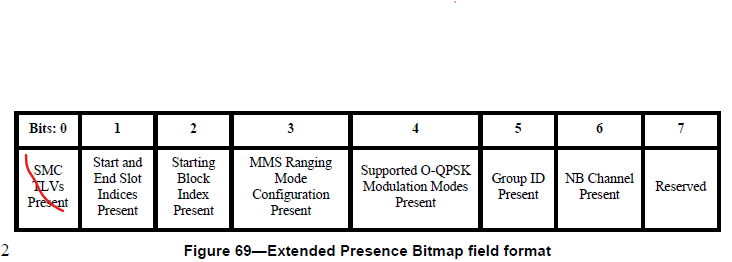 Bits: 0 1 2 3 4 5 6 7
SMC TLVs Present
Start and End Slot Indices Present
Starting Block Index Present
MMS Ranging Mode Configuration Present
Supported O-QPSK Modulation Modes Present
Group ID Present
NB Channel Present
Reserved
2 Figure 69—Extended Presence Bitmap field format